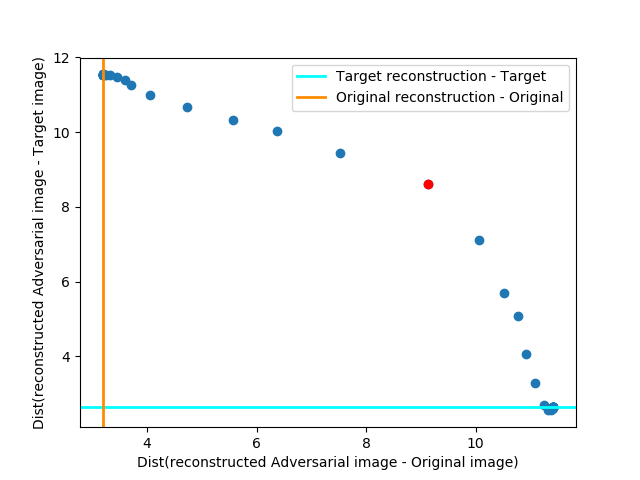 Target reconstruction - Target
Original reconstruction - Original
12
10
8
6
4
Dist(reconstructed Adversarial image - Target image)
4
6
8
10
Dist(reconstructed Adversarial image - Original image)